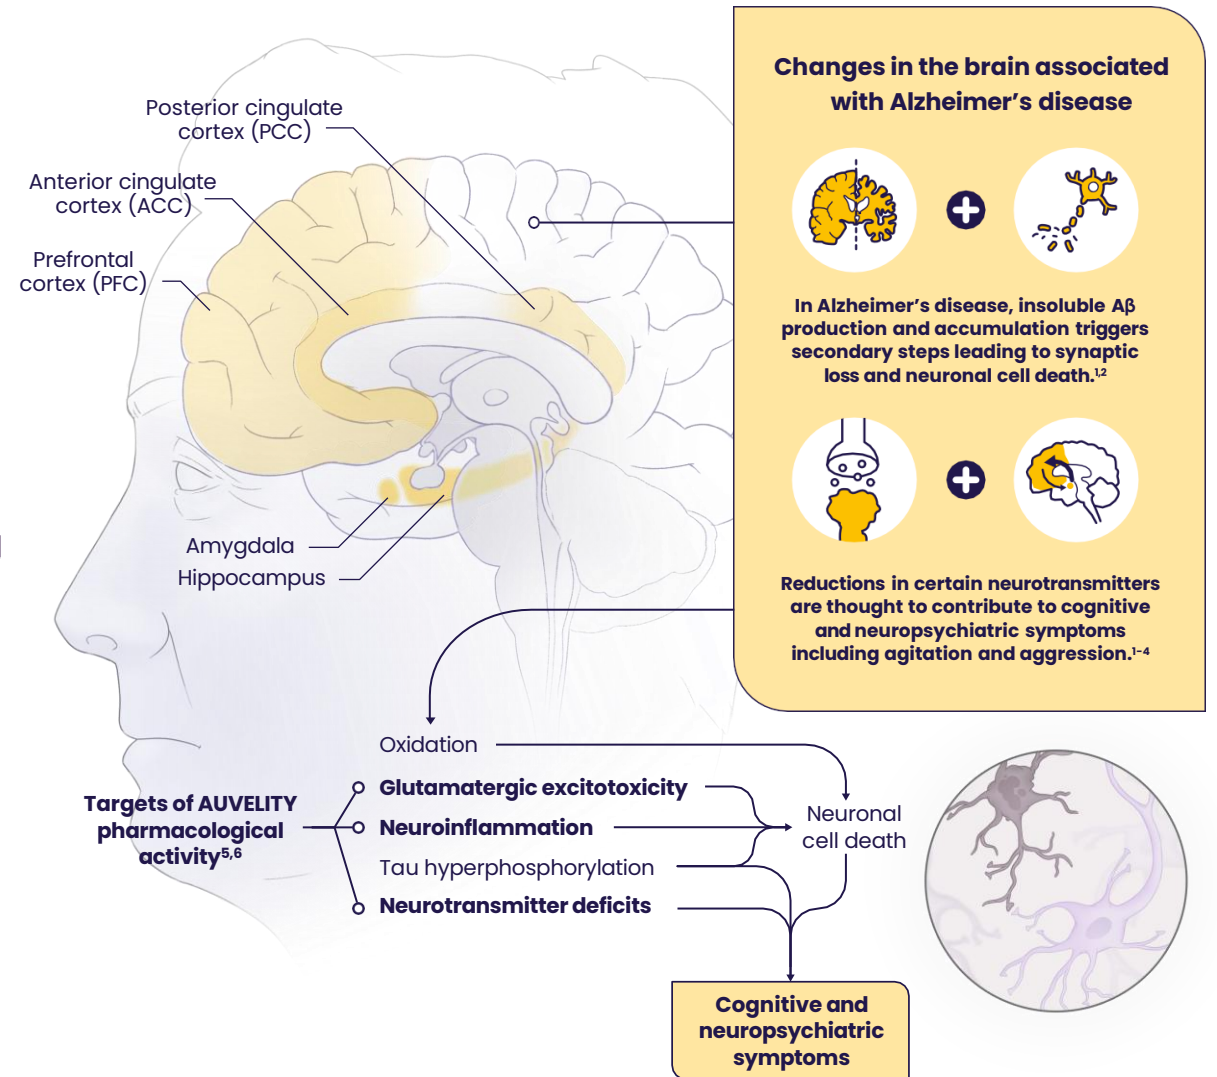 Changes in the brain associated
with Alzheimer’s disease
Posterior cingulate
cortex (PCC)
Anterior cingulate
cortex (ACC)
Prefrontal
cortex (PFC)
In Alzheimer’s disease, insoluble Aβ
production and accumulation triggers
secondary steps leading to synaptic
loss and neuronal cell death.¹,²
Amygdala
Hippocampus
Reductions in certain neurotransmitters
are thought to contribute to cognitive
and neuropsychiatric symptoms
including agitation and aggression.¹⁻⁴
Oxidation
Targets of AUVELITY
pharmacological
activity⁵,⁶
Glutamatergic excitotoxicity
Neuroinflammation
Tau hyperphosphorylation
Neurotransmitter deficits
Neuronal
cell death
Cognitive and
neuropsychiatric
symptoms